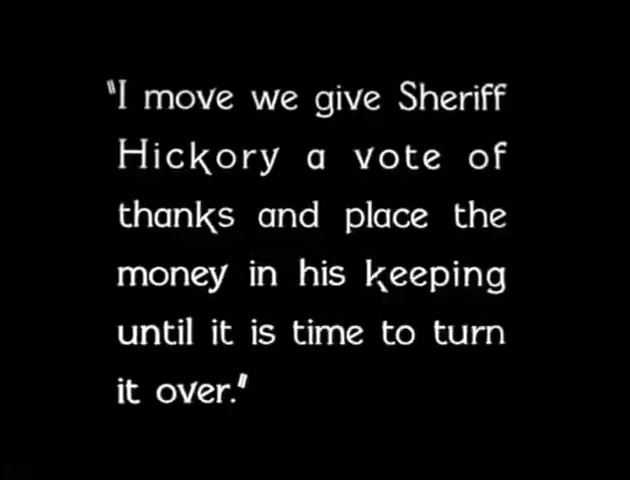 "I move we give Sheriff
Hickory a vote of
thanks and place the
money in his keeping
until it is time to turn
it over."